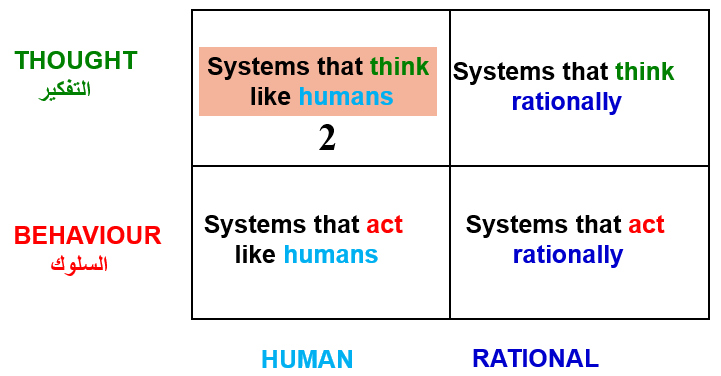 THOUGHT
التفكير
Systems that think
like humans
2
Systems that think
rationally
BEHAVIOUR
السلوك
Systems that act
like humans
Systems that act
rationally
HUMAN
RATIONAL